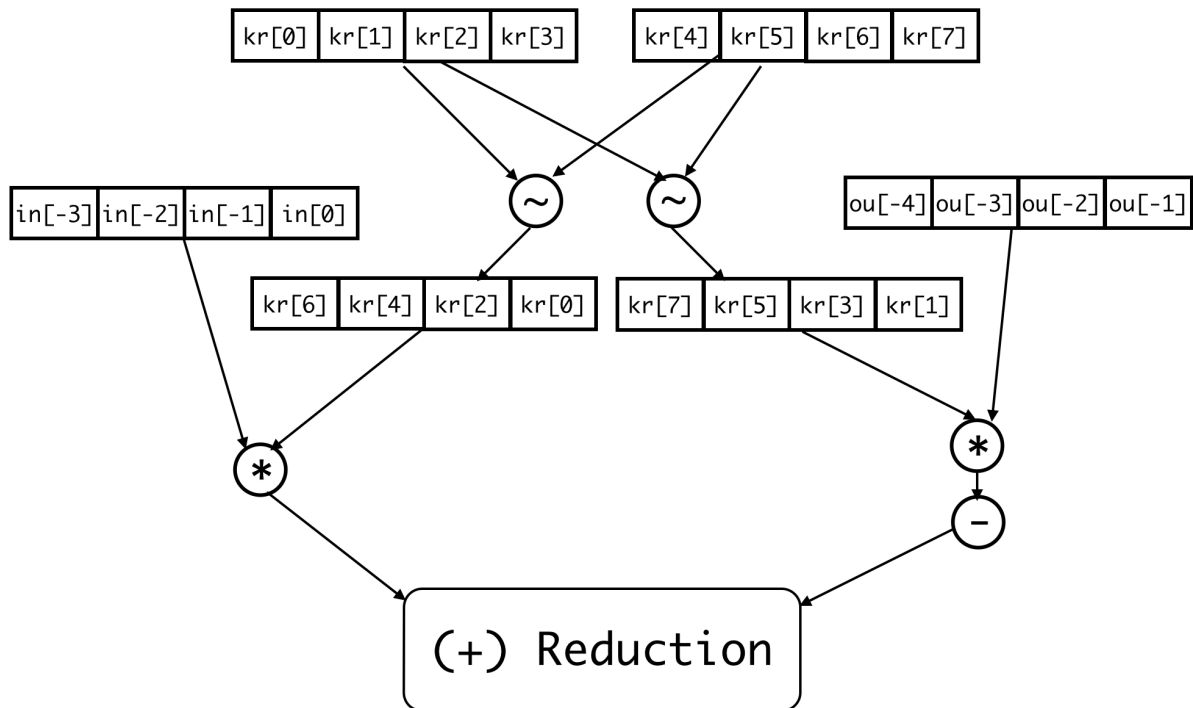 kr[0] kr[1] kr[2] kr[3] kr[4] kr[5] kr[6] kr[7]
~ ~
in[-3] in[-2] in[-1] in[0] ou[-4] ou[-3] ou[-2] ou[-1]
kr[6] kr[4] kr[2] kr[0] kr[7] kr[5] kr[3] kr[1]
* *
-
(+) Reduction